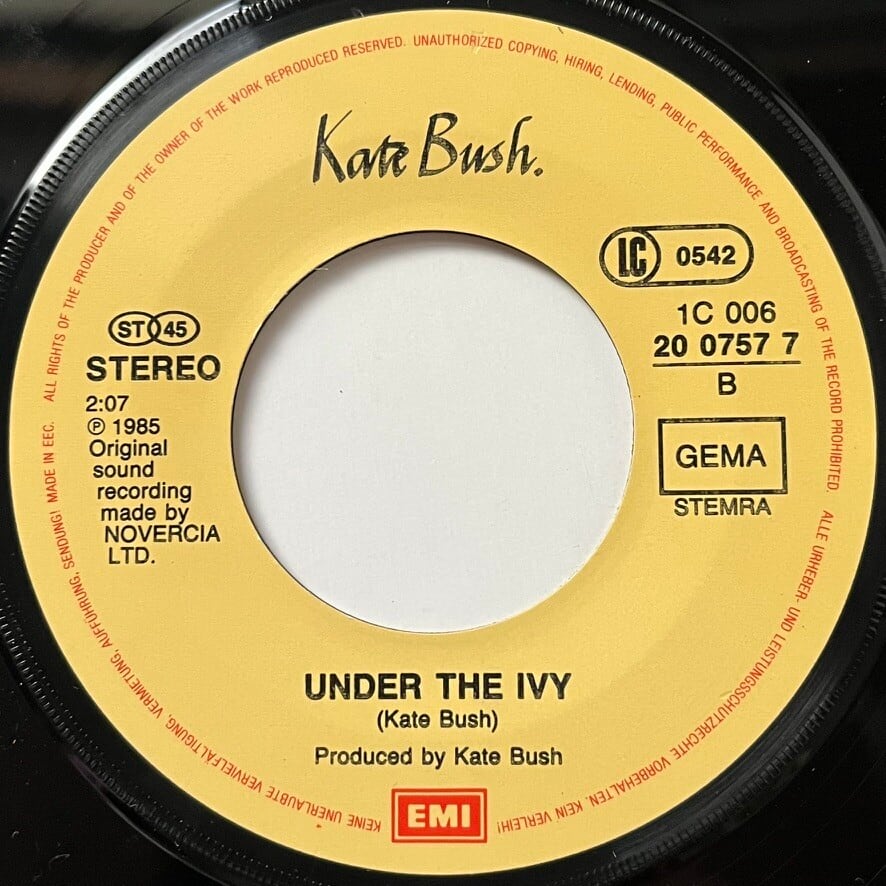 ALL RIGHTS OF THE PRODUCER AND OF THE OWNER OF THE WORK REPRODUCED RESERVED. UNAUTHORIZED COPYING, HIRING, LENDING, PUBLIC PERFORMANCE AND BROADCASTING OF THE RECORD PROHIBITED.
Kate Bush.
LC 0542
1C 006
20 0757 7
B
GEMA
STEMRA
ST 45
STEREO
2:07
℗ 1985
Original
sound
recording
made by
NOVERCIA
LTD.
UNDER THE IVY
(Kate Bush)
Produced by Kate Bush
EMI
ALLE URHEBER- UND LEISTUNGSSCHUTZRECHTE VORBEHALTEN. KEIN VERLEIH! KEINE UNERLAUBTE VERVIELFÄLTIGUNG, VERMIETUNG, AUFFÜHRUNG, SENDUNG! MADE IN EEC.